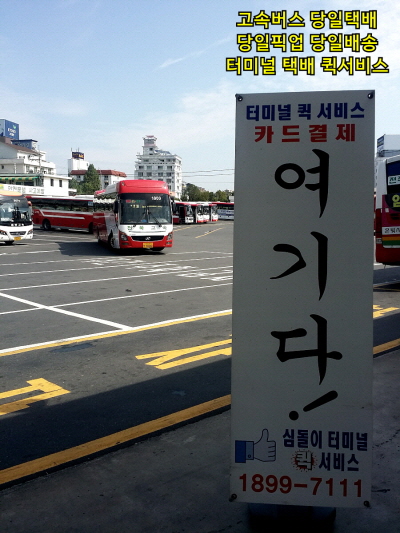 고속버스 당일택배
당일픽업 당일배송
터미널 택배 퀵서비스
터미널 퀵 서비스
카드결제
여기다!
심돌이 터미널
퀵 서비스
1899-7111